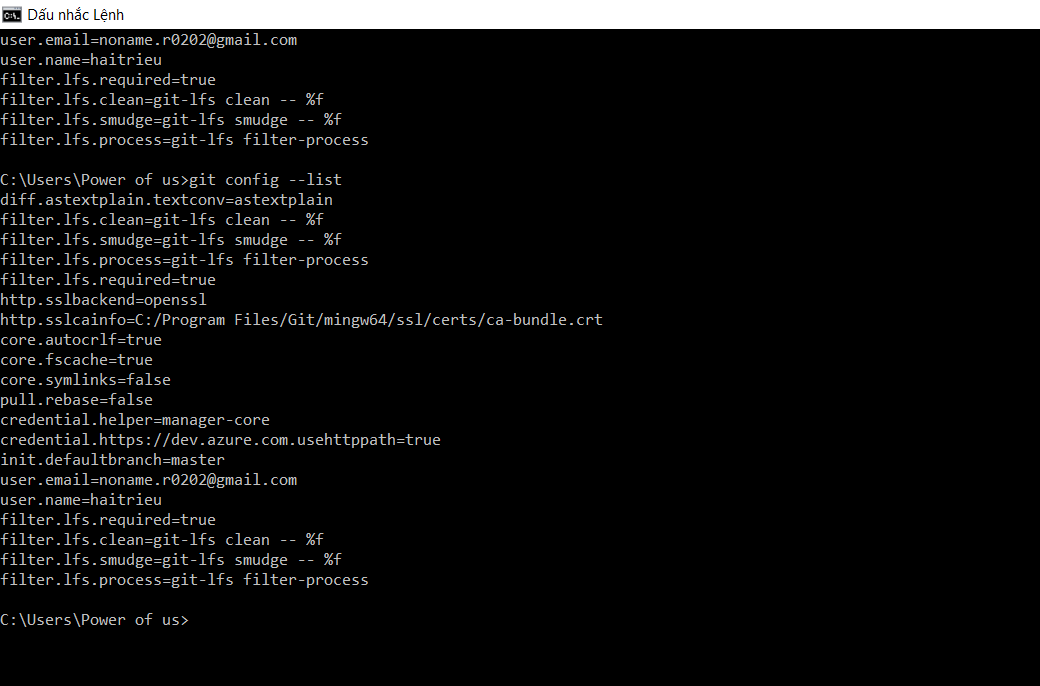 Dấu nhắc Lệnh
user.email=noname.r0202@gmail.com
user.name=haitrieu
filter.lfs.required=true
filter.lfs.clean=git-lfs clean -- %f
filter.lfs.smudge=git-lfs smudge -- %f
filter.lfs.process=git-lfs filter-process
C:\Users\Power of us>git config --list
diff.astextplain.textconv=astextplain
filter.lfs.clean=git-lfs clean -- %f
filter.lfs.smudge=git-lfs smudge -- %f
filter.lfs.process=git-lfs filter-process
filter.lfs.required=true
http.sslbackend=openssl
http.sslcainfo=C:/Program Files/Git/mingw64/ssl/certs/ca-bundle.crt
core.autocrlf=true
core.fscache=true
core.symlinks=false
pull.rebase=false
credential.helper=manager-core
credential.https://dev.azure.com.usehttppath=true
init.defaultbranch=master
user.email=noname.r0202@gmail.com
user.name=haitrieu
filter.lfs.required=true
filter.lfs.clean=git-lfs clean -- %f
filter.lfs.smudge=git-lfs smudge -- %f
filter.lfs.process=git-lfs filter-process
C:\Users\Power of us>